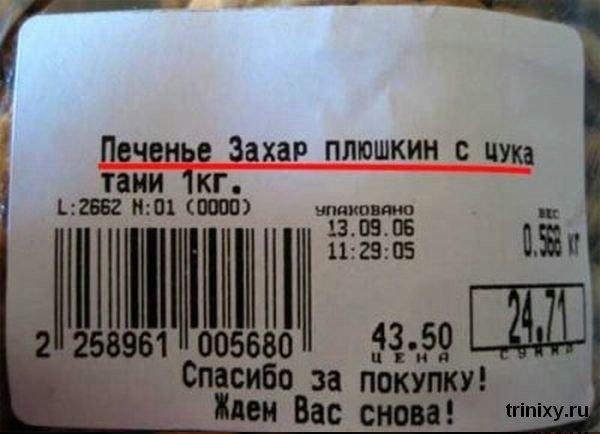 Печенье Захар плюшкин с цука
тами 1кг.
L:2662 N:01 (0000)
упаковано
вес
13.09.06
0.568 кг
11:29:05
24.71
43.50
цена
сумма
2 258961 005680
Спасибо за покупку!
Ждем Вас снова!
trinixy.ru